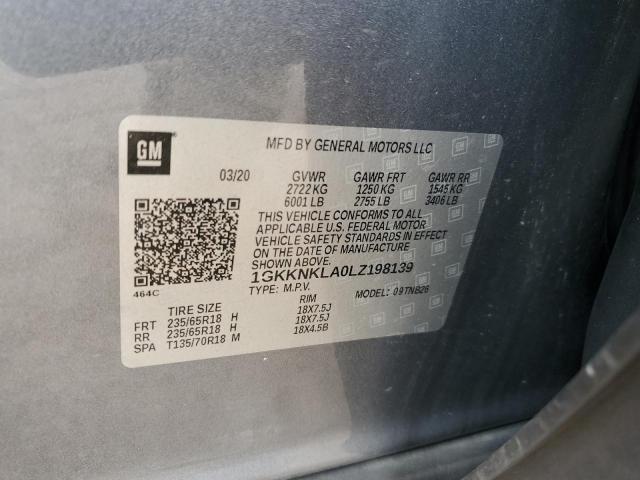 GM
MFD BY GENERAL MOTORS LLC
03/20 GVWR GAWR FRT GAWR RR
2722 KG 1250 KG 1545 KG
6001 LB 2755 LB 3406 LB
THIS VEHICLE CONFORMS TO ALL
APPLICABLE U.S. FEDERAL MOTOR
VEHICLE SAFETY STANDARDS IN EFFECT
ON THE DATE OF MANUFACTURE
SHOWN ABOVE.
1GKKNKLA0LZ198139
464C
TYPE: M.P.V. MODEL: 09TNB26
TIRE SIZE RIM
FRT 235/65R18 H 18X7.5J
RR 235/65R18 H 18X7.5J
SPA T135/70R18 M 18X4.5B